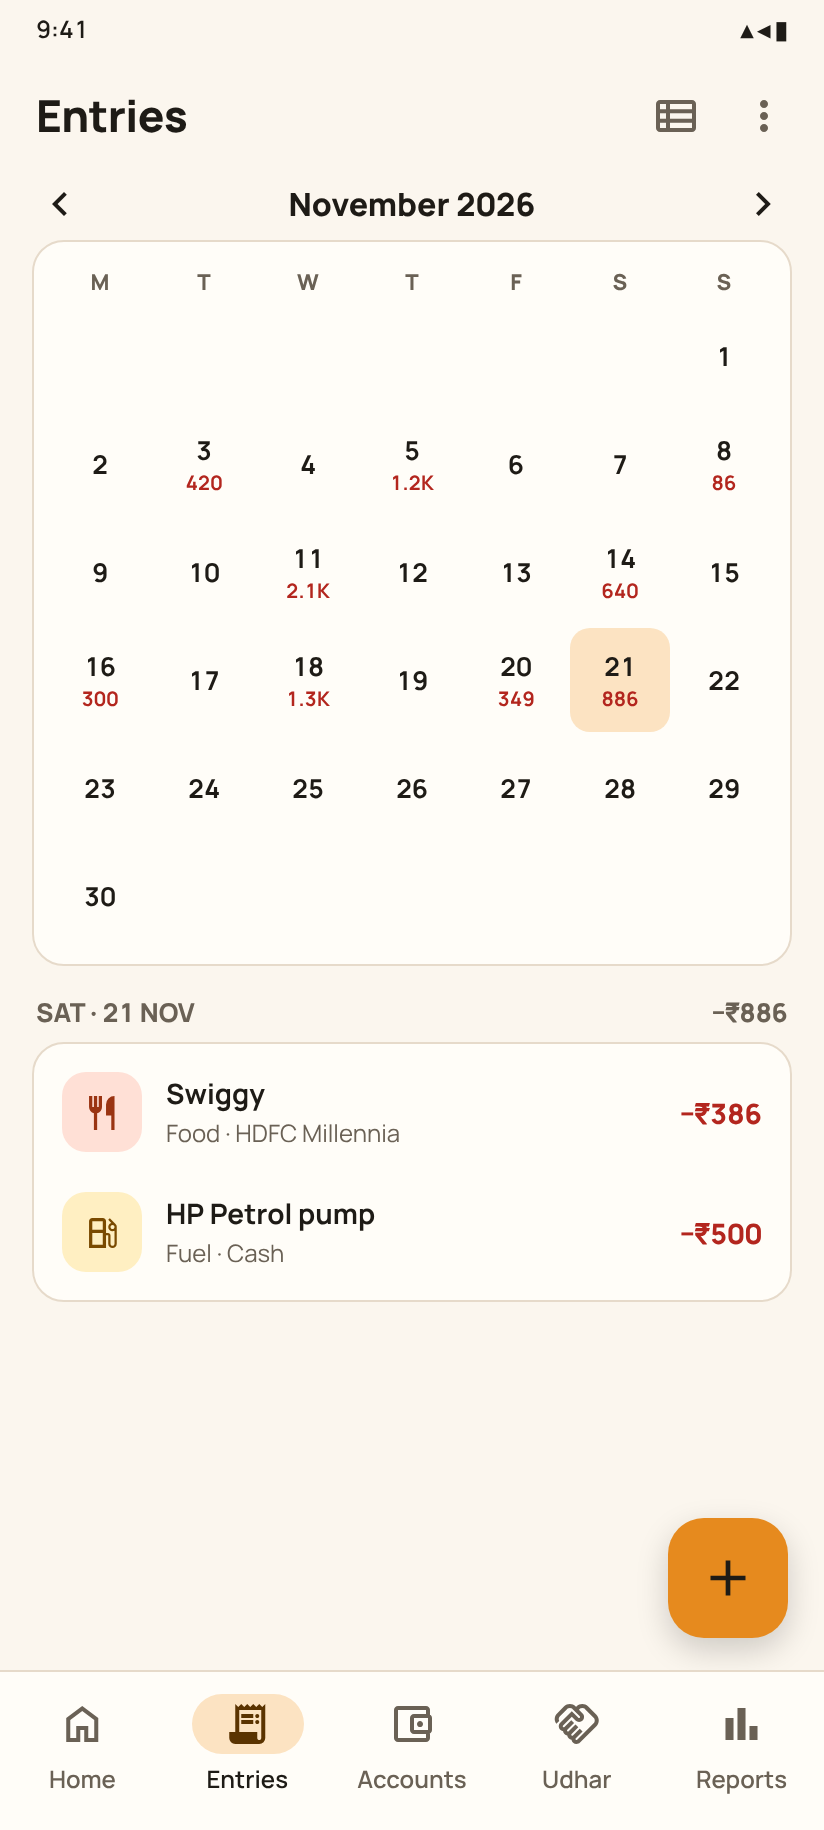 9:41
Entries
November 2026
M T W T F S S
1
2 3 4 5 6 7 8
420 1.2K 86
9 10 11 12 13 14 15
2.1K 640
16 17 18 19 20 21 22
300 1.3K 349 886
23 24 25 26 27 28 29
30
SAT · 21 NOV −₹886
Swiggy
Food · HDFC Millennia
−₹386
HP Petrol pump
Fuel · Cash
−₹500
Home Entries Accounts Udhar Reports